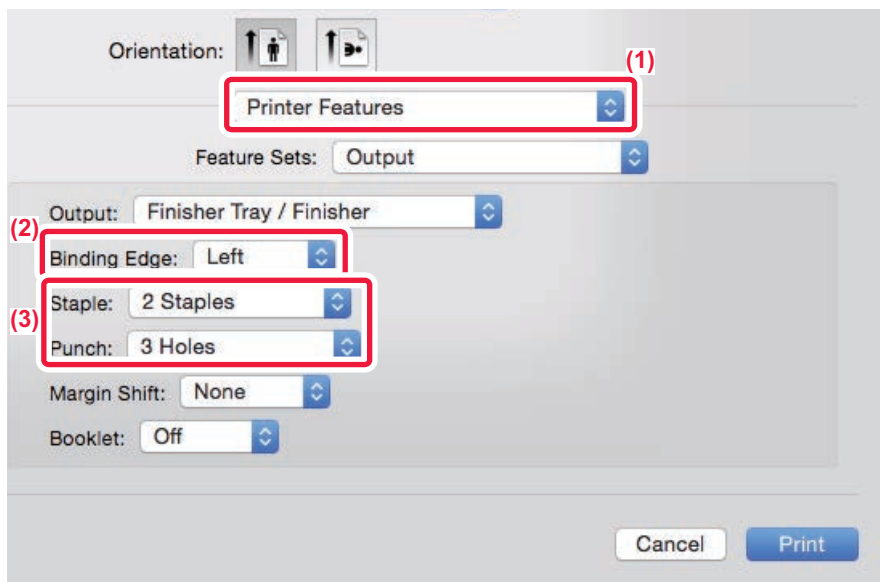 Orientation:
(1)
Printer Features
Feature Sets: Output
Output: Finisher Tray / Finisher
(2)
Binding Edge: Left
(3)
Staple: 2 Staples
Punch: 3 Holes
Margin Shift: None
Booklet: Off
Cancel Print